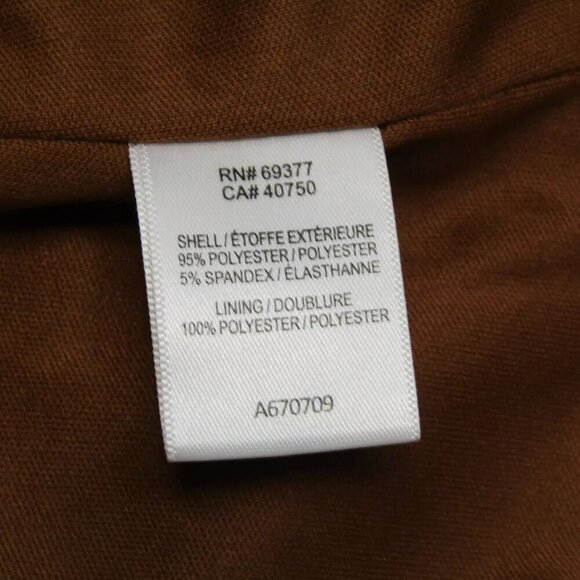 RN# 69377
CA# 40750
SHELL / ÉTOFFE EXTÉRIEURE
95% POLYESTER / POLYESTER
5% SPANDEX / ÉLASTHANNE
LINING / DOUBLURE
100% POLYESTER / POLYESTER
A670709